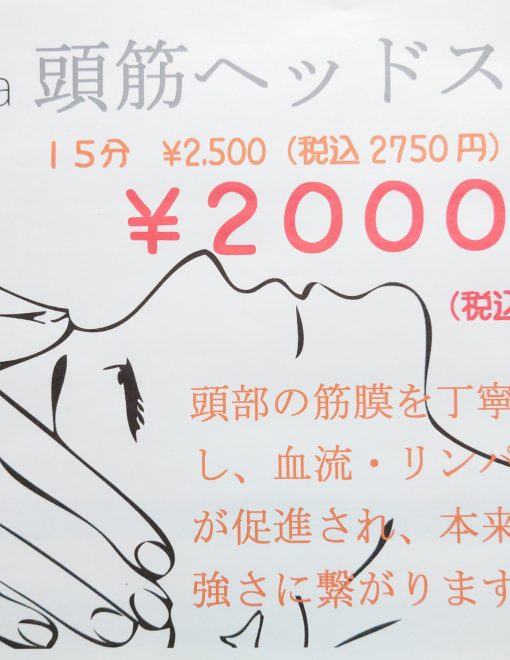 a 頭筋ヘッドス
１５分 ¥2,500（税込 2750 円）
￥２０００
（税込
頭部の筋膜を丁寧
し、血流・リンパ
が促進され、本来
強さに繋がります